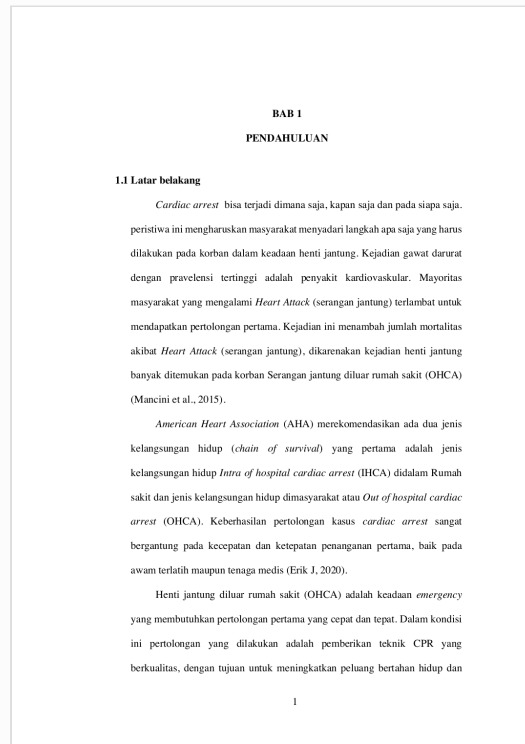 BAB 1
PENDAHULUAN
1.1 Latar belakang
Cardiac arrest bisa terjadi dimana saja, kapan saja dan pada siapa saja.
peristiwa ini mengharuskan masyarakat menyadari langkah apa saja yang harus
dilakukan pada korban dalam keadaan henti jantung. Kejadian gawat darurat
dengan pravelensi tertinggi adalah penyakit kardiovaskular. Mayoritas
masyarakat yang mengalami Heart Attack (serangan jantung) terlambat untuk
mendapatkan pertolongan pertama. Kejadian ini menambah jumlah mortalitas
akibat Heart Attack (serangan jantung), dikarenakan kejadian henti jantung
banyak ditemukan pada korban Serangan jantung diluar rumah sakit (OHCA)
(Mancini et al., 2015).
American Heart Association (AHA) merekomendasikan ada dua jenis
kelangsungan hidup (chain of survival) yang pertama adalah jenis
kelangsungan hidup Intra of hospital cardiac arrest (IHCA) didalam Rumah
sakit dan jenis kelangsungan hidup dimasyarakat atau Out of hospital cardiac
arrest (OHCA). Keberhasilan pertolongan kasus cardiac arrest sangat
bergantung pada kecepatan dan ketepatan penanganan pertama, baik pada
awam terlatih maupun tenaga medis (Erik J, 2020).
Henti jantung diluar rumah sakit (OHCA) adalah keadaan emergency
yang membutuhkan pertolongan pertama yang cepat dan tepat. Dalam kondisi
ini pertolongan yang dilakukan adalah pemberikan teknik CPR yang
berkualitas, dengan tujuan untuk meningkatkan peluang bertahan hidup dan
1